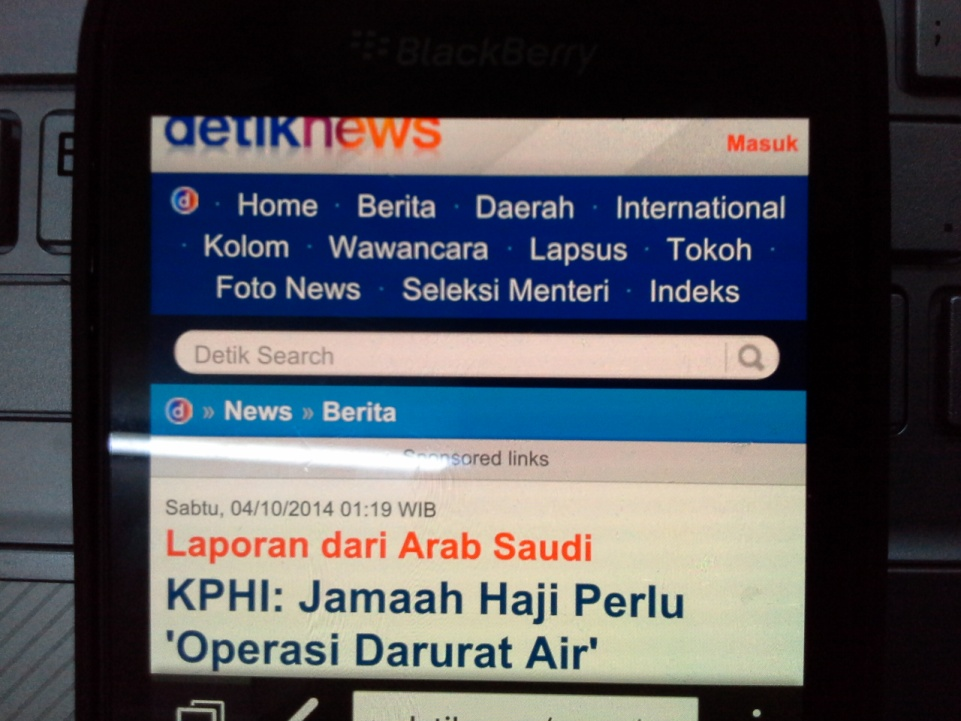 BlackBerry
detiknews
Masuk
· Home · Berita · Daerah · International
· Kolom · Wawancara · Lapsus · Tokoh ·
Foto News · Seleksi Menteri · Indeks
Detik Search
» News » Berita
Sponsored links
Sabtu, 04/10/2014 01:19 WIB
Laporan dari Arab Saudi
KPHI: Jamaah Haji Perlu
'Operasi Darurat Air'